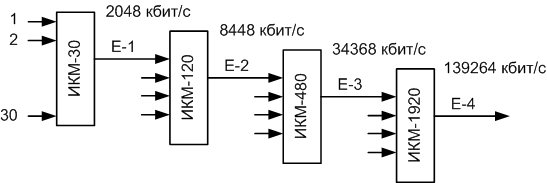 1
2
30
ИКМ-30
2048 кбит/с
E-1
ИКМ-120
8448 кбит/с
E-2
ИКМ-480
34368 кбит/с
E-3
ИКМ-1920
139264 кбит/с
E-4